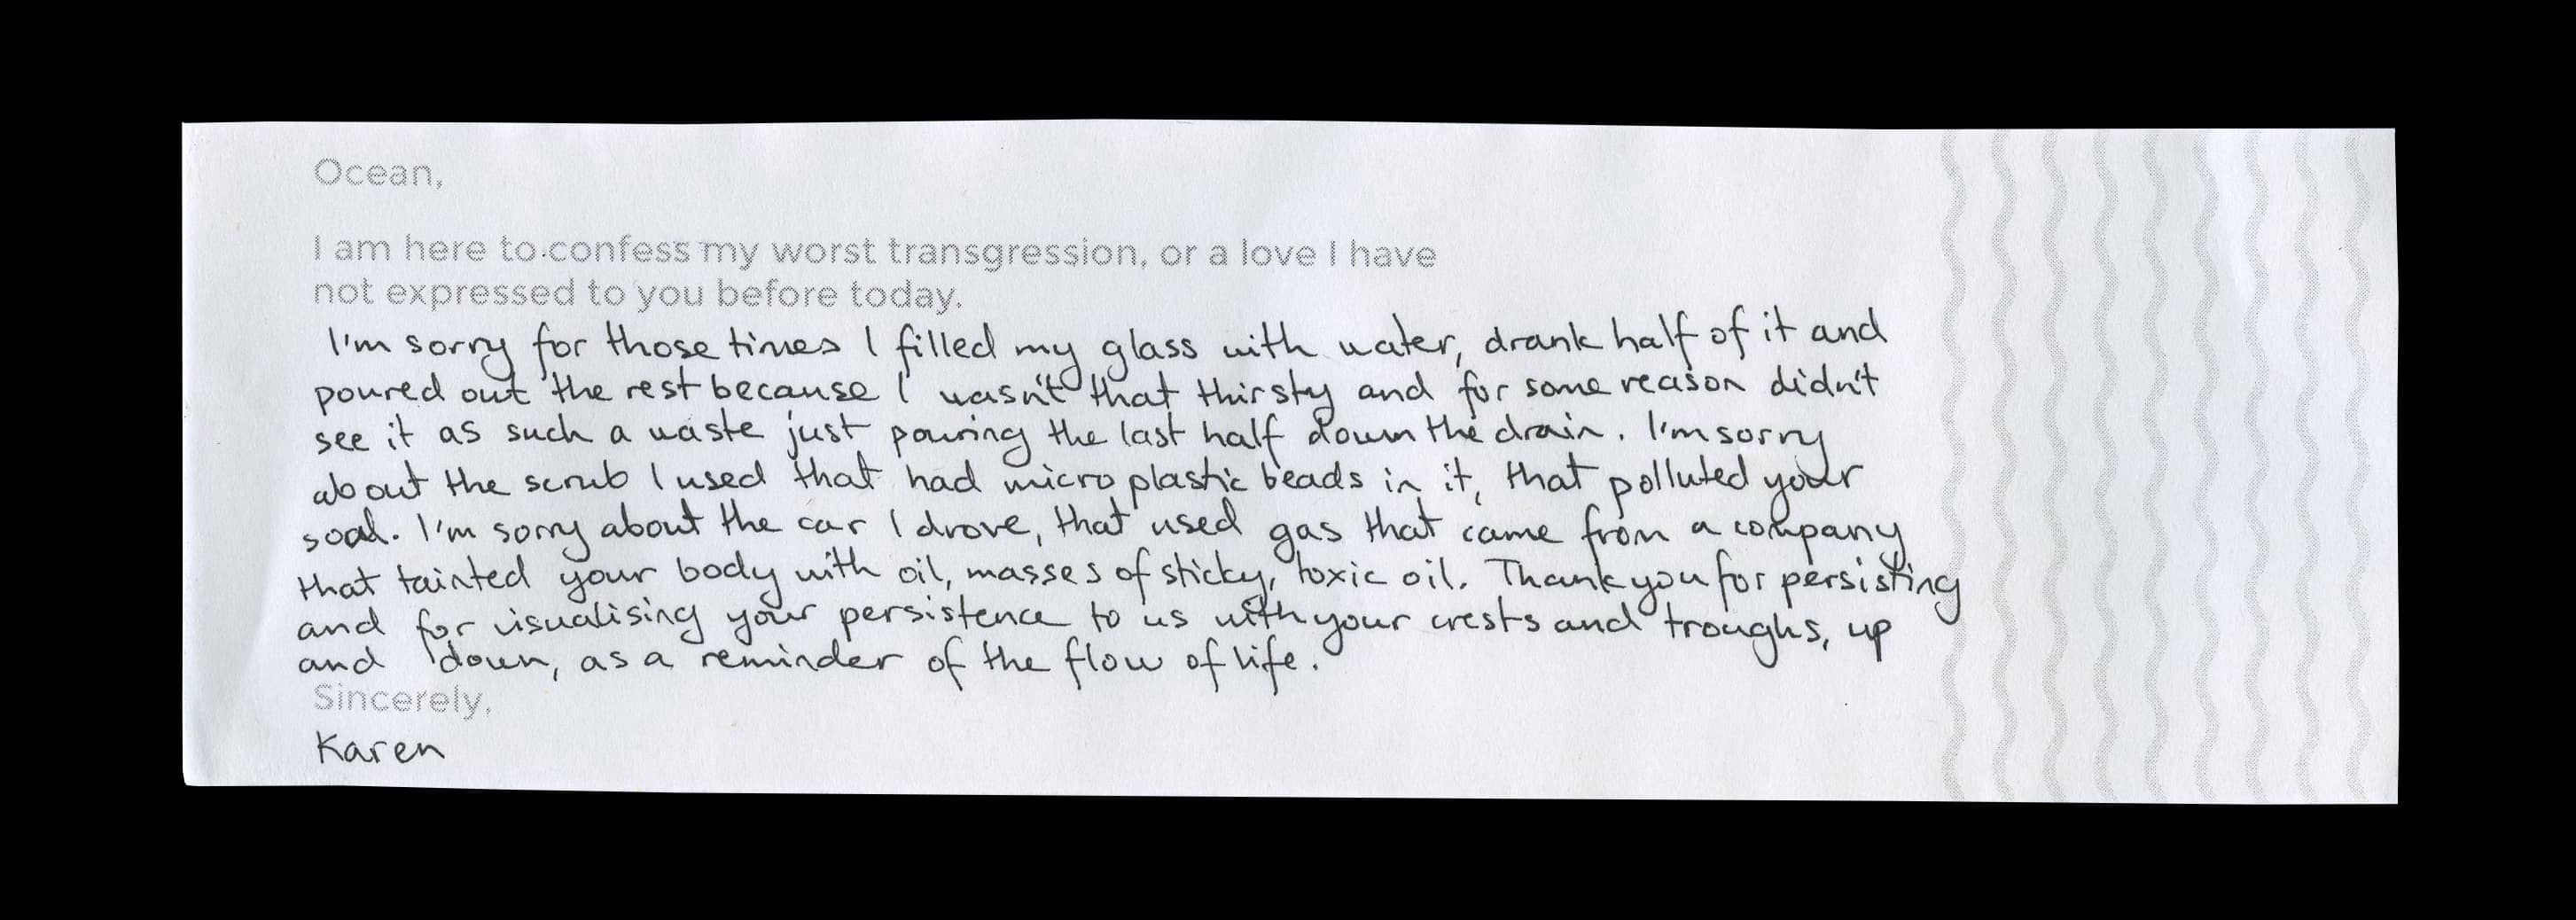 Ocean,
I am here to confess my worst transgression, or a love I have
not expressed to you before today.
I'm sorry for those times I filled my glass with water, drank half of it and
poured out the rest because I wasn't that thirsty and for some reason didn't
see it as such a waste just pouring the last half down the drain. I'm sorry
about the scrub I used that had micro plastic beads in it, that polluted your
soul. I'm sorry about the car I drove, that used gas that came from a company
that tainted your body with oil, masses of sticky, toxic oil. Thank you for persisting
and for visualising your persistence to us with your crests and troughs, up
and down, as a reminder of the flow of life.
Sincerely,
Karen